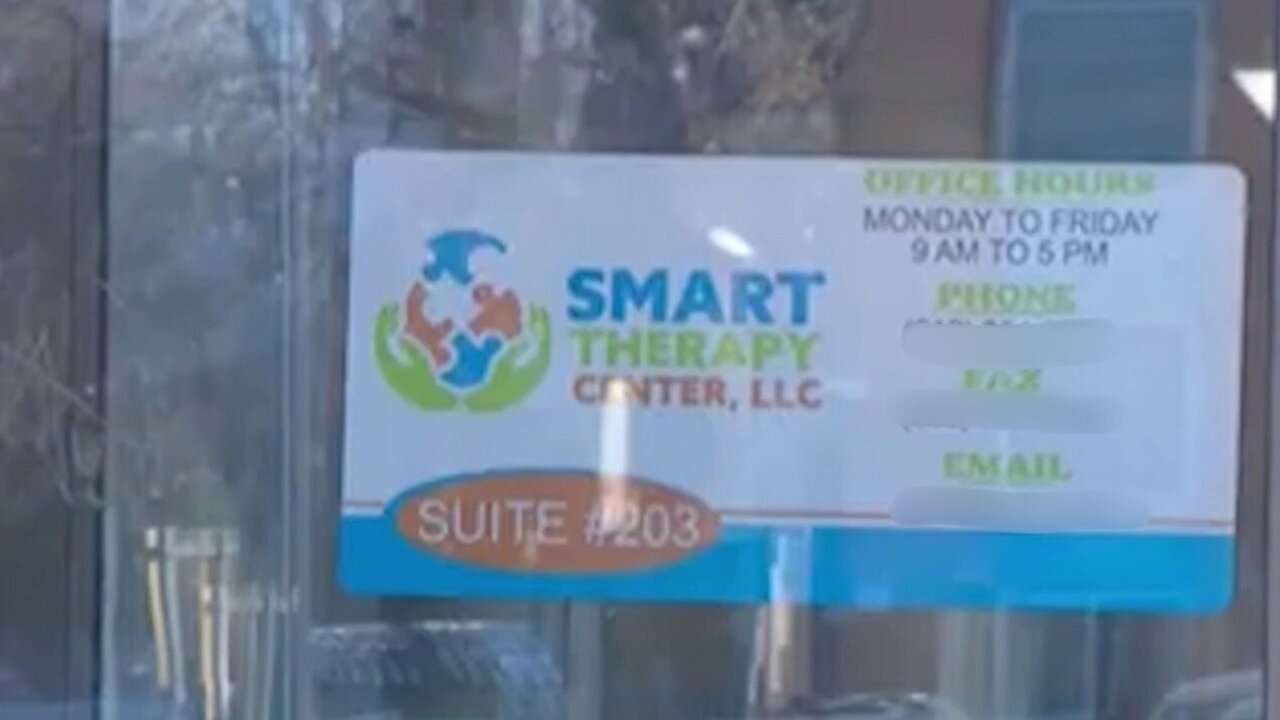 SMART
THERAPY
CENTER, LLC
SUITE #203
OFFICE HOURS
MONDAY TO FRIDAY
9 AM TO 5 PM
PHONE
FAX
EMAIL